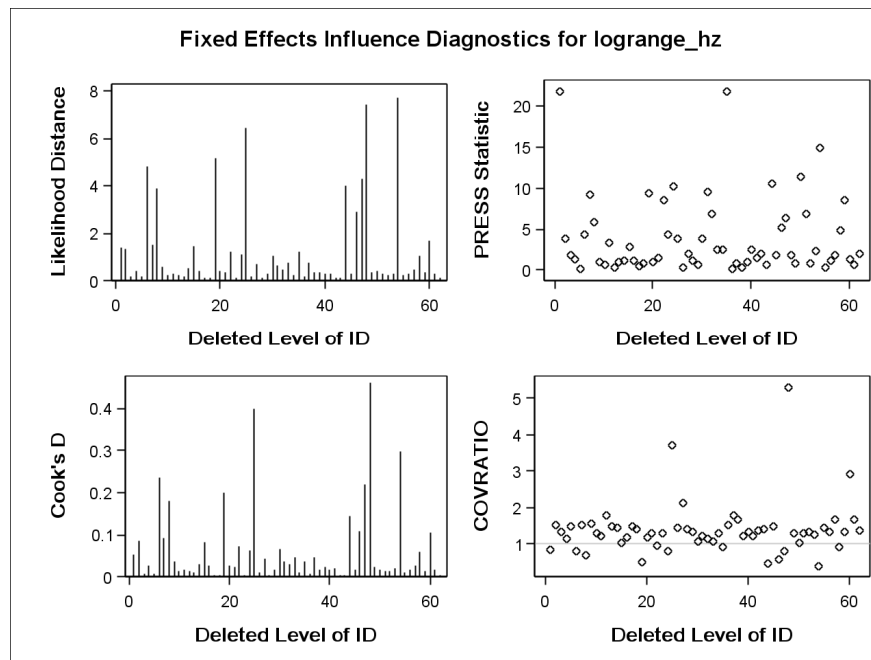 Fixed Effects Influence Diagnostics for logrange_hz
Likelihood Distance
8
6
4
2
0
0 20 40 60
Deleted Level of ID
PRESS Statistic
20
15
10
5
0
0 20 40 60
Deleted Level of ID
Cook's D
0.4
0.3
0.2
0.1
0
0 20 40 60
Deleted Level of ID
COVRATIO
5
4
3
2
1
0 20 40 60
Deleted Level of ID